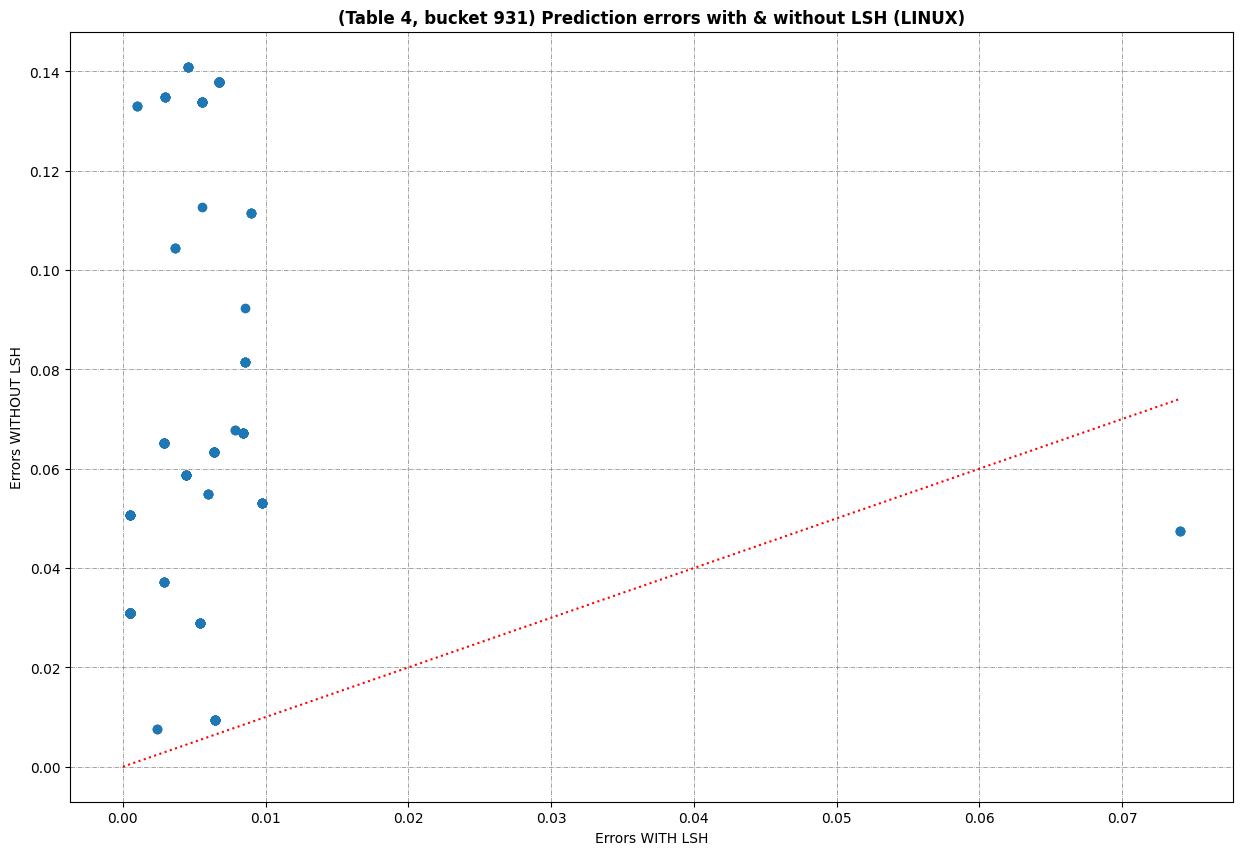 (Table 4, bucket 931) Prediction errors with & without LSH (LINUX)
Errors WITHOUT LSH
0.14
0.12
0.10
0.08
0.06
0.04
0.02
0.00
0.00 0.01 0.02 0.03 0.04 0.05 0.06 0.07
Errors WITH LSH